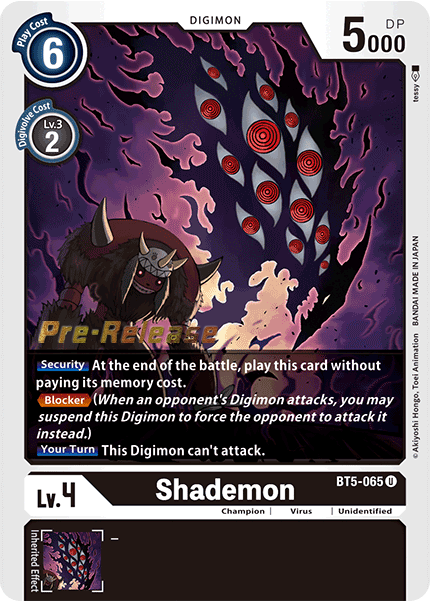 DIGIMON
Play Cost
6
DP
5000
Digivolve Cost
Lv.3
2
tessy
Pre-Release
Security At the end of the battle, play this card without
paying its memory cost.
Blocker (When an opponent's Digimon attacks, you may
suspend this Digimon to force the opponent to attack it
instead.)
Your Turn This Digimon can't attack.
© Akiyoshi Hongo, Toei Animation BANDAI MADE IN JAPAN
BT5-065 U
Lv.4
Shademon
Champion | Virus | Unidentified
Inherited Effect
–